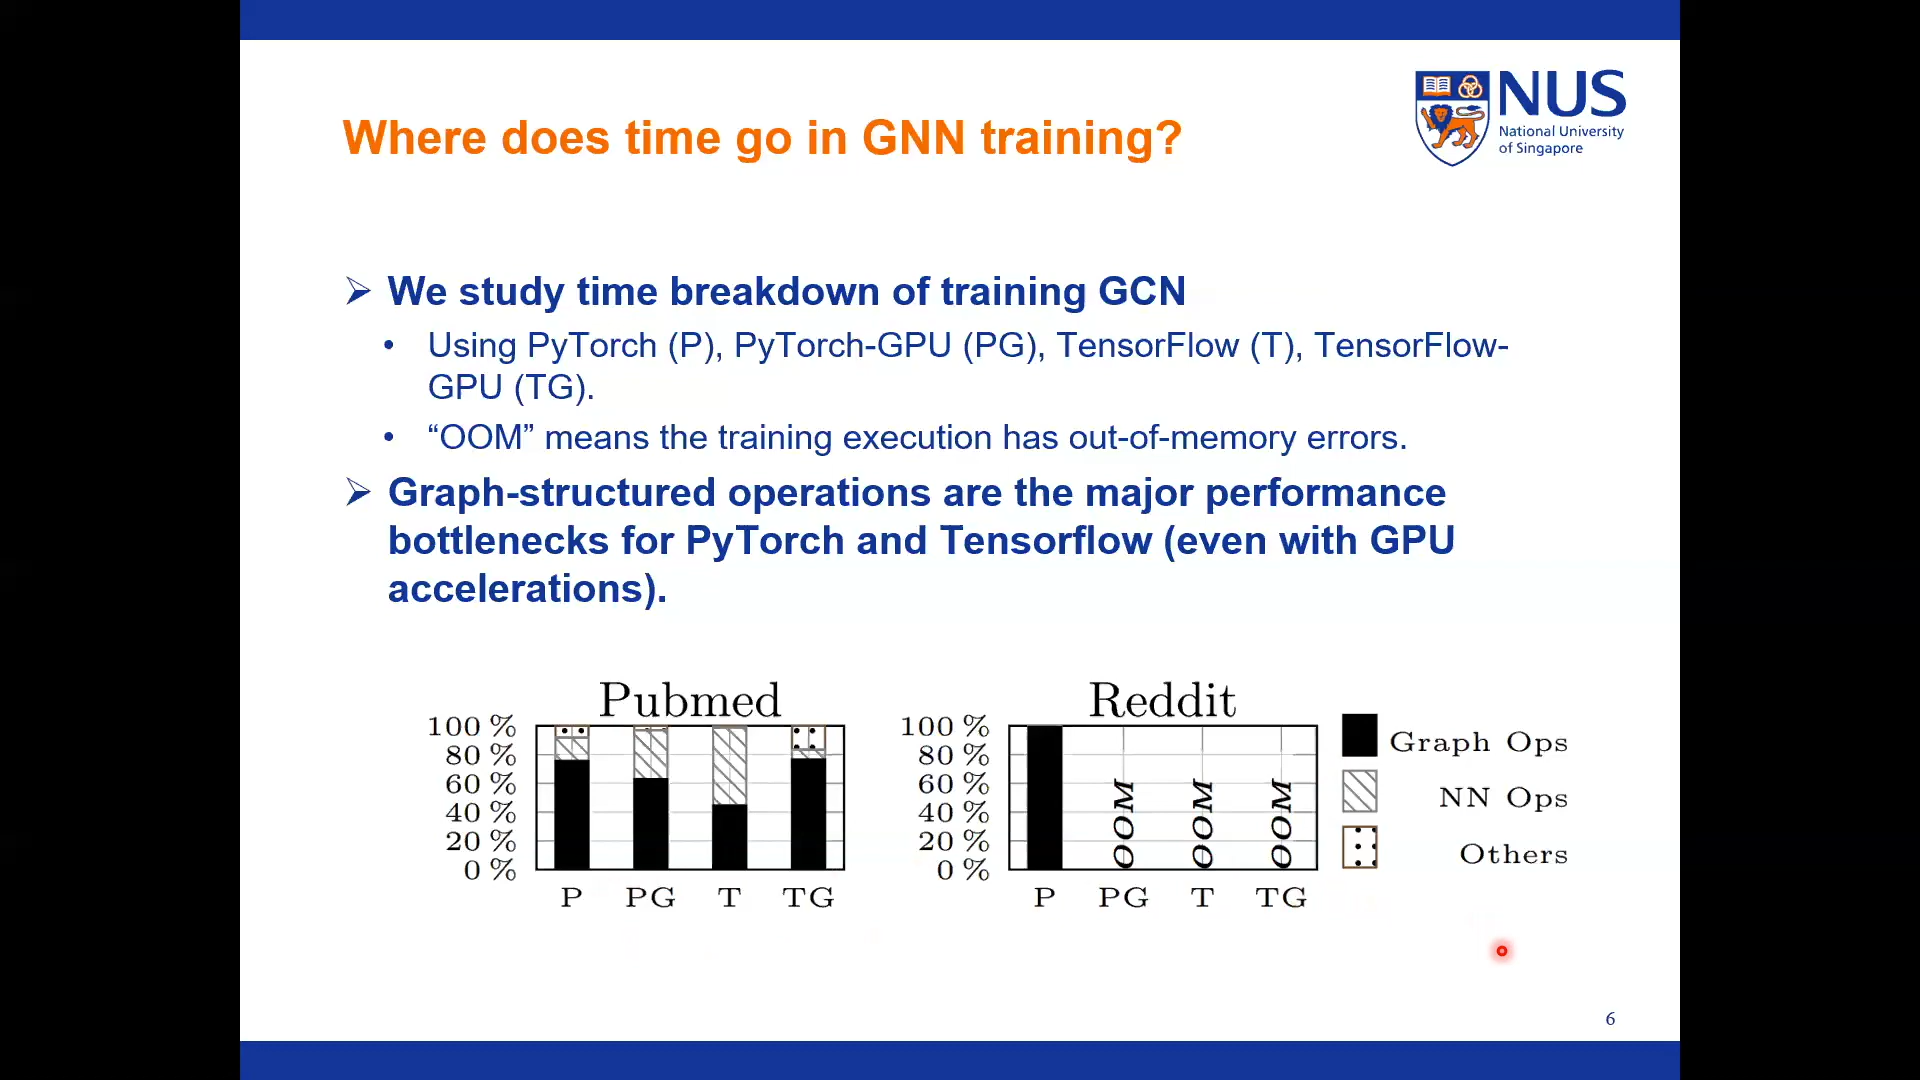 NUS
National University
of Singapore
Where does time go in GNN training?
➢ We study time breakdown of training GCN
• Using PyTorch (P), PyTorch-GPU (PG), TensorFlow (T), TensorFlow-
GPU (TG).
• “OOM” means the training execution has out-of-memory errors.
➢ Graph-structured operations are the major performance
bottlenecks for PyTorch and Tensorflow (even with GPU
accelerations).
Pubmed
100 %
80 %
60 %
40 %
20 %
0 %
P PG T TG
Reddit
100 %
80 %
60 %
40 %
20 %
0 %
OOM OOM OOM
P PG T TG
Graph Ops
NN Ops
Others
6